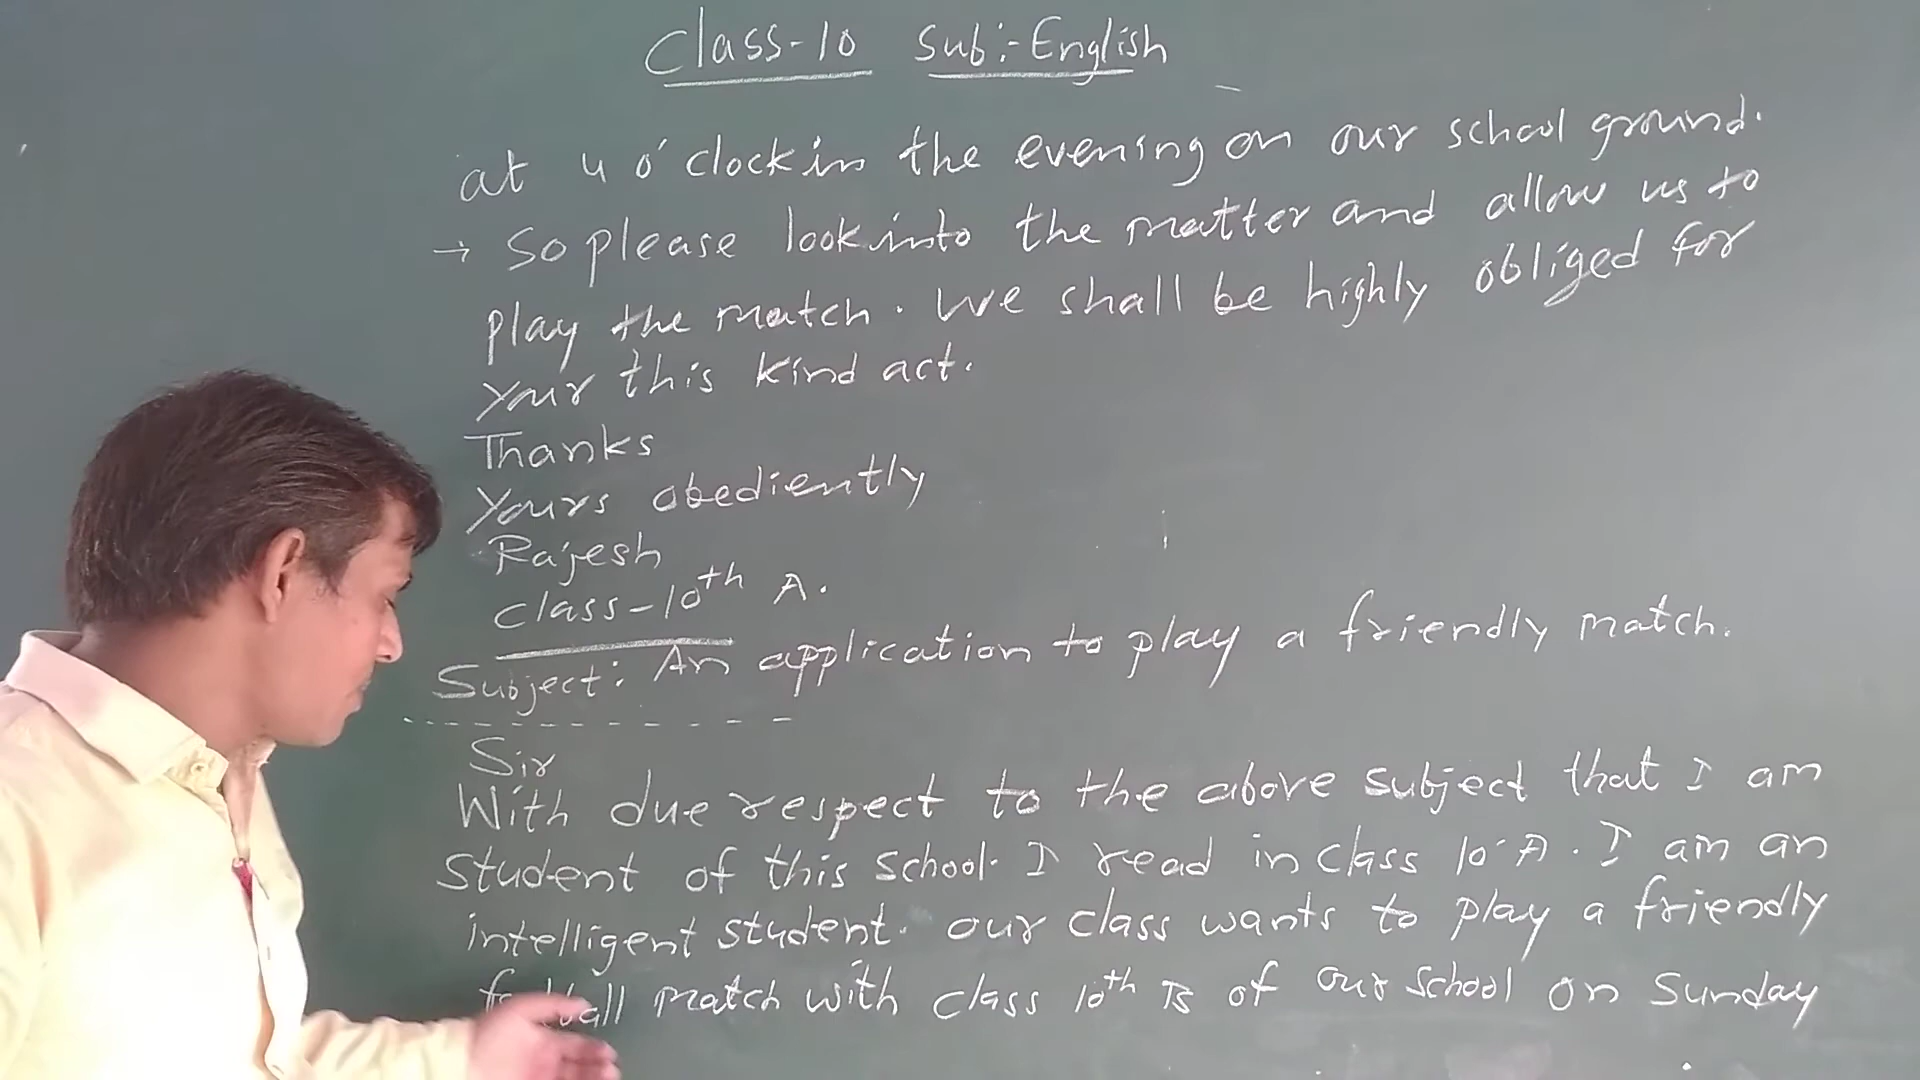 Class-10 Sub:-English
at 4 o'clock in the evening on our school ground.
→ So please look into the matter and allow us to
play the match. We shall be highly obliged for
your this kind act.
Thanks
Yours obediently
Rajesh
class-10th A.
Subject: An application to play a friendly match.
Sir
With due respect to the above subject that I am
student of this school. I read in class 10 A. I am an
intelligent student. our class wants to play a friendly
match with class 10th B of our school on Sunday